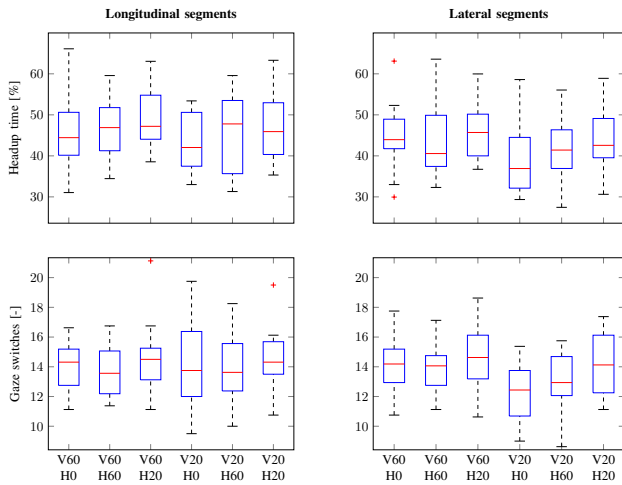 Longitudinal segments
Lateral segments
Headup time [%]
60
50
40
30
60
50
40
30
Gaze switches [-]
20
18
16
14
12
10
20
18
16
14
12
10
V60 V60 V60 V20 V20 V20
H0 H60 H20 H0 H60 H20
V60 V60 V60 V20 V20 V20
H0 H60 H20 H0 H60 H20